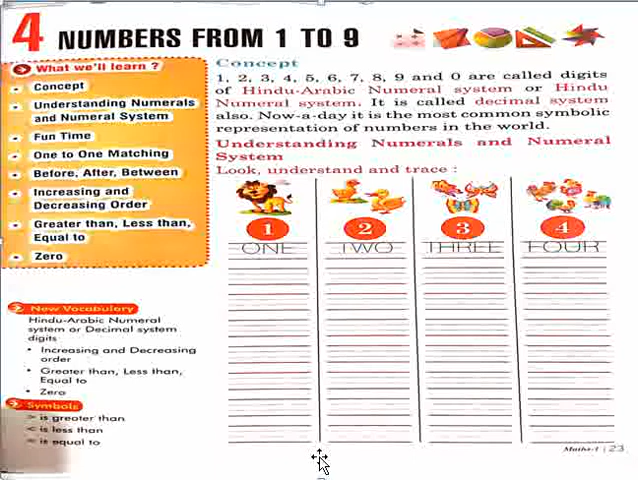 4 NUMBERS FROM 1 TO 9
What we'll learn ?
Concept
Understanding Numerals
and Numeral System
Fun Time
One to One Matching
Before, After, Between
Increasing and
Decreasing Order
Greater than, Less than,
Equal to
Zero
New Vocabulary
Hindu-Arabic Numeral
system or Decimal system
digits
• Increasing and Decreasing
order
• Greater than, Less than,
Equal to
• Zero
Symbols
> is greater than
< is less than
= is equal to
Concept
1, 2, 3, 4, 5, 6, 7, 8, 9 and 0 are called digits
of Hindu-Arabic Numeral system or Hindu
Numeral system. It is called decimal system
also. Now-a-day it is the most common symbolic
representation of numbers in the world.
Understanding Numerals and Numeral
System
Look, understand and trace :
1 2 3 4
ONE TWO THREE FOUR
Maths-1 | 23